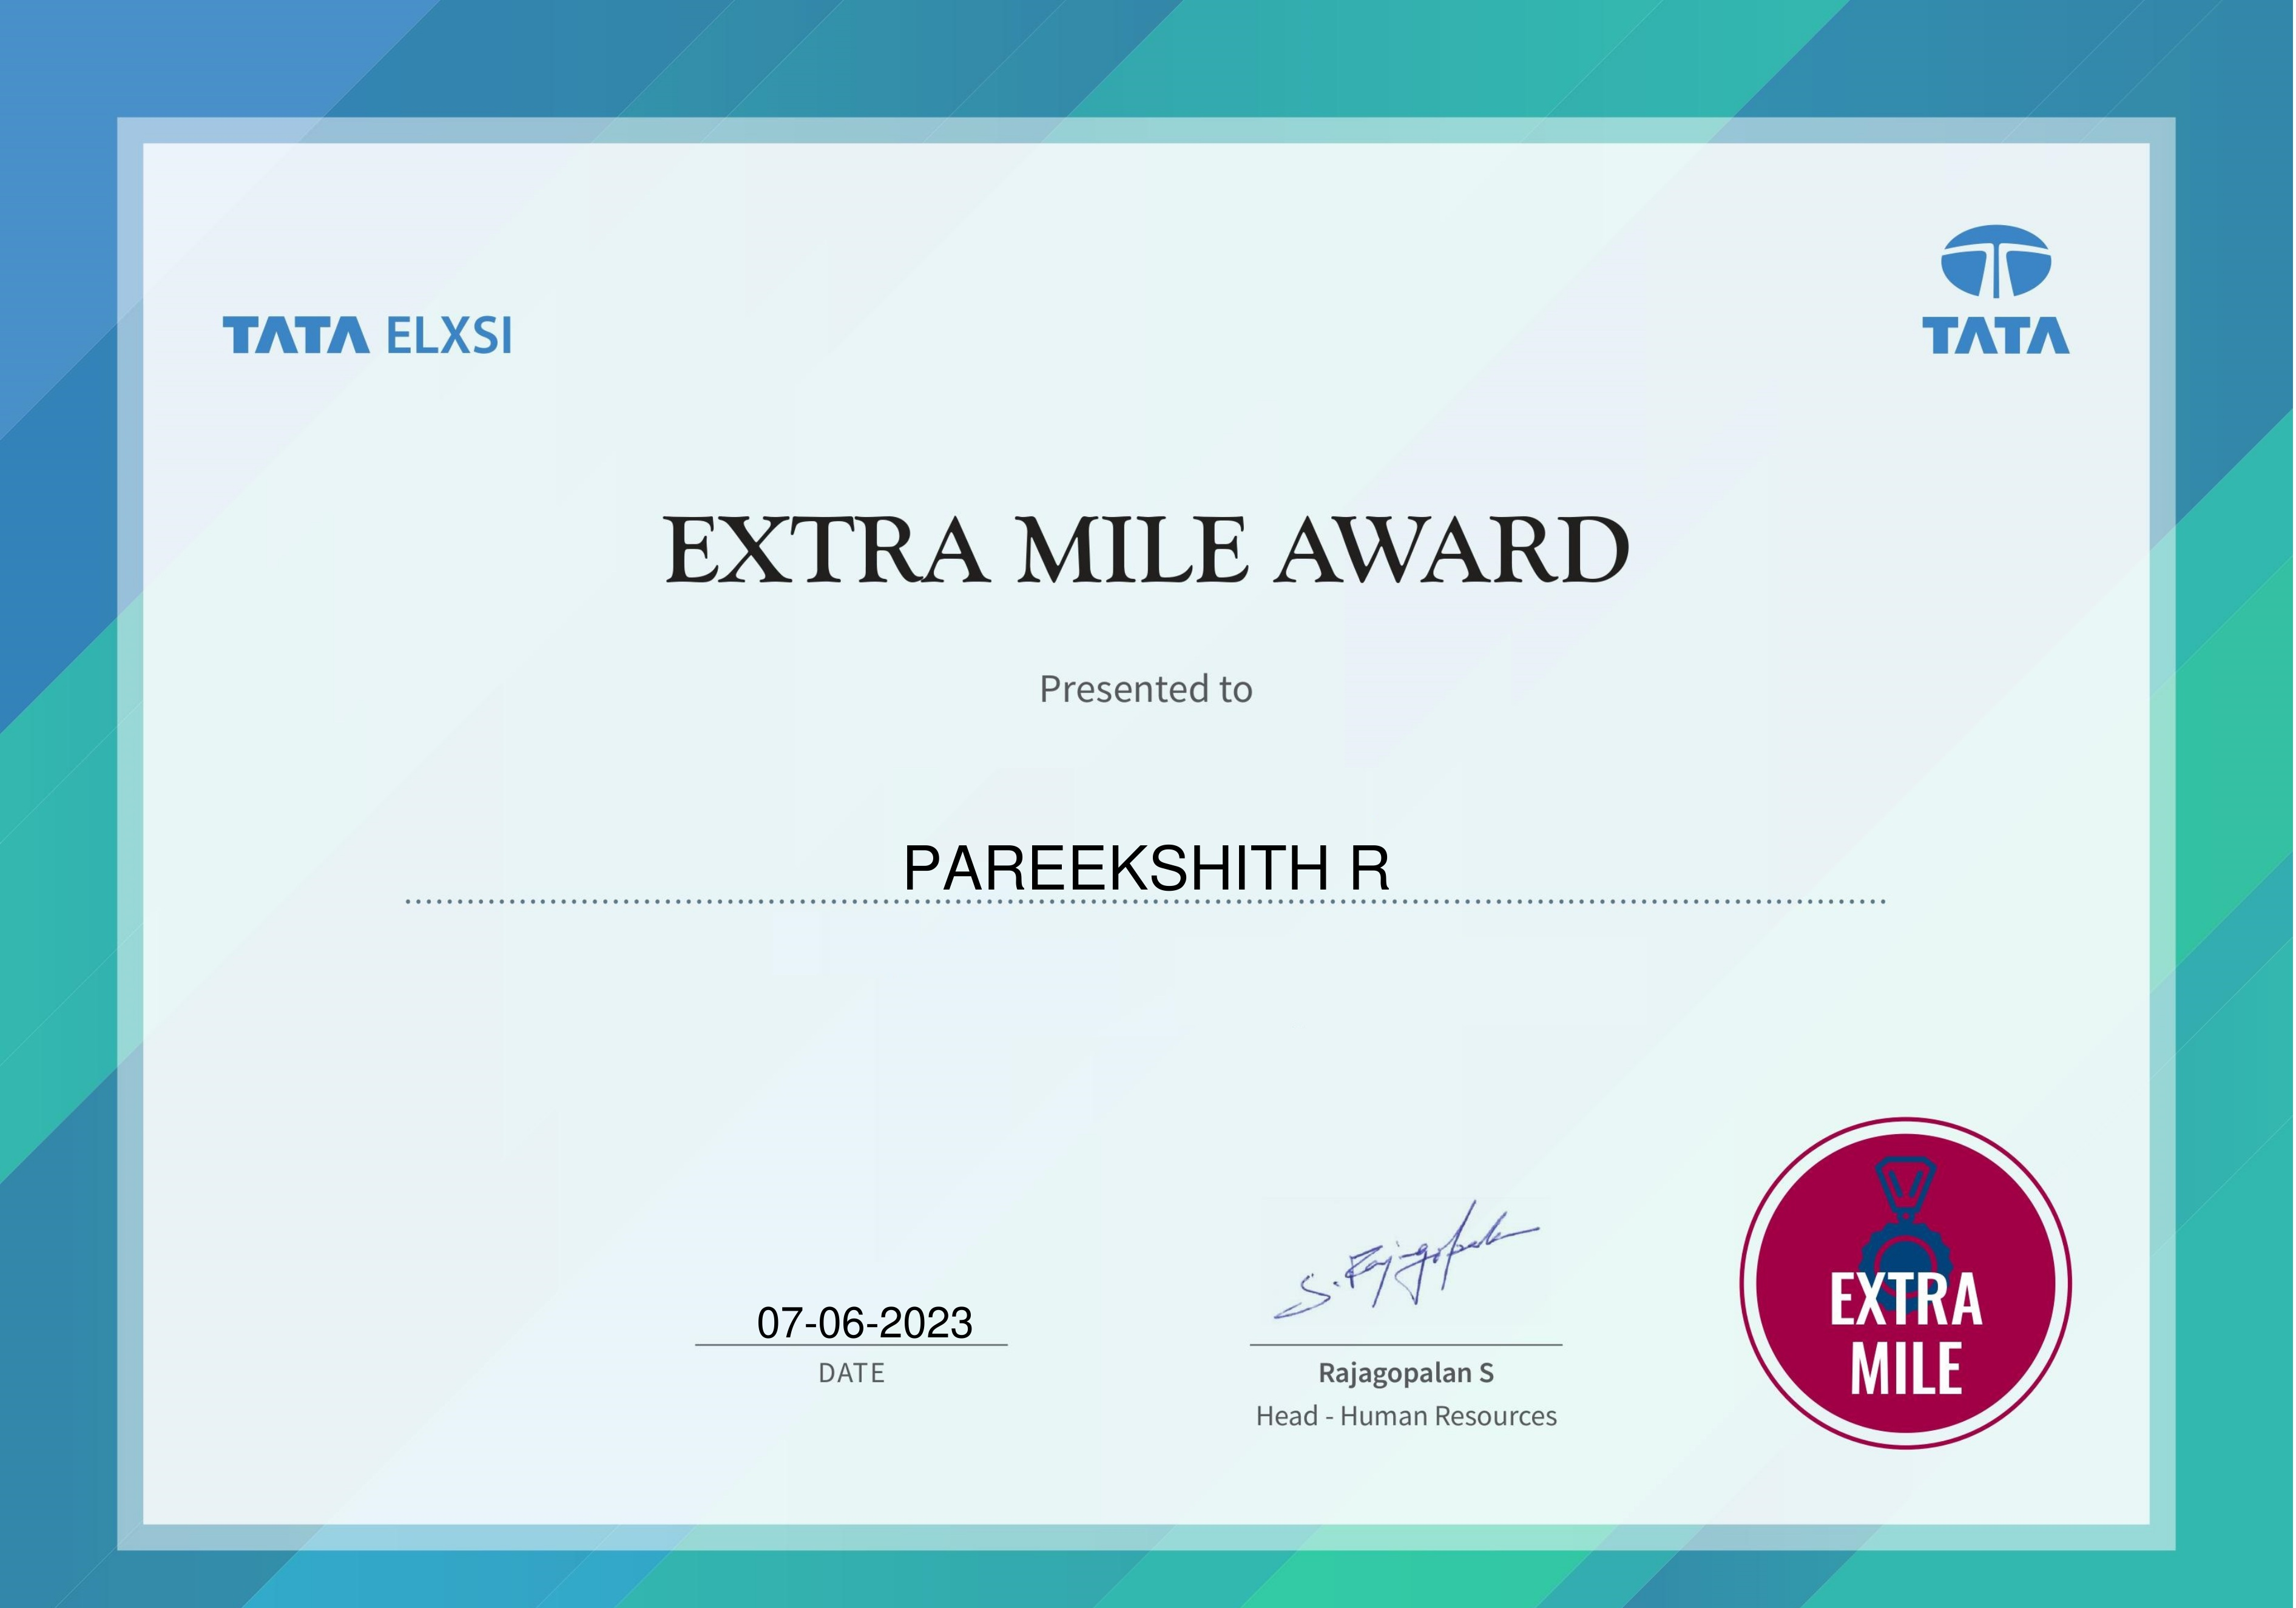 TATA ELXSI
TATA
EXTRA MILE AWARD
Presented to
PAREEKSHITH R
S. Rajagopalan
07-06-2023
DATE
Rajagopalan S
Head - Human Resources
EXTRA
MILE